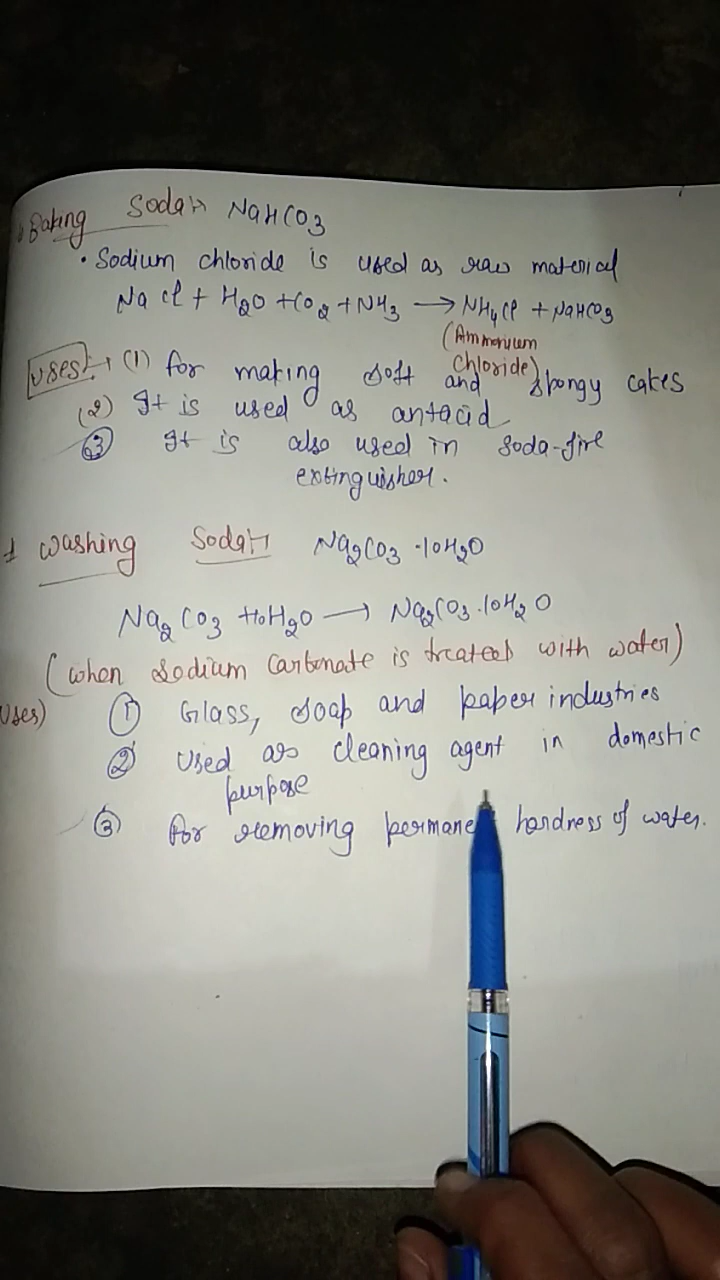 Baking Soda:- NaHCO3
• Sodium chloride is used as raw material
NaCl + H2O + CO2 + NH3 → NH4Cl + NaHCO3
(Ammonium Chloride)
Uses:→ (1) for making soft and spongy cakes
(2) It is used as antacid
(3) It is also used in soda-fire
extinguisher.
Washing Soda:- Na2CO3 .10H2O
Na2CO3 +10H2O → Na2CO3.10H2O
(when sodium carbonate is treated with water)
Uses) (1) Glass, soap and paper industries
(2) Used as cleaning agent in domestic
purpose
(3) for removing hardness of water.